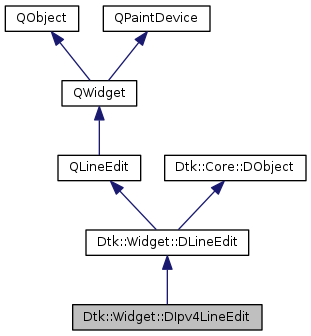 QObject
QPaintDevice
QWidget
QLineEdit
Dtk::Core::DObject
Dtk::Widget::DLineEdit
Dtk::Widget::DIpv4LineEdit